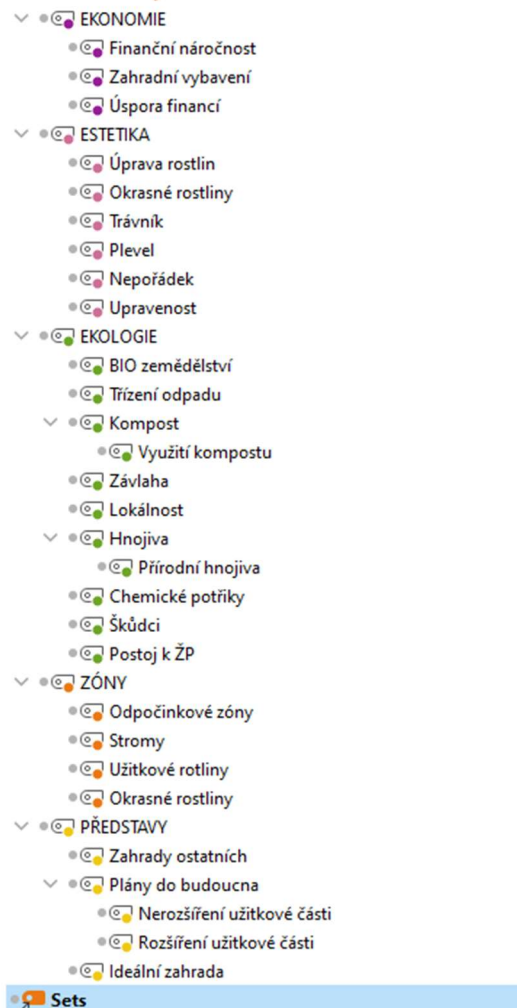 EKONOMIE
Finanční náročnost
Zahradní vybavení
Úspora financí
ESTETIKA
Úprava rostlin
Okrasné rostliny
Trávník
Plevel
Nepořádek
Upravenost
EKOLOGIE
BIO zemědělství
Třízení odpadu
Kompost
Využití kompostu
Závlaha
Lokálnost
Hnojiva
Přírodní hnojiva
Chemické potřiky
Škůdci
Postoj k ŽP
ZÓNY
Odpočinkové zóny
Stromy
Užitkové rotliny
Okrasné rostliny
PŘEDSTAVY
Zahrady ostatních
Plány do budoucna
Nerozšíření užitkové části
Rozšíření užitkové části
Ideální zahrada
Sets